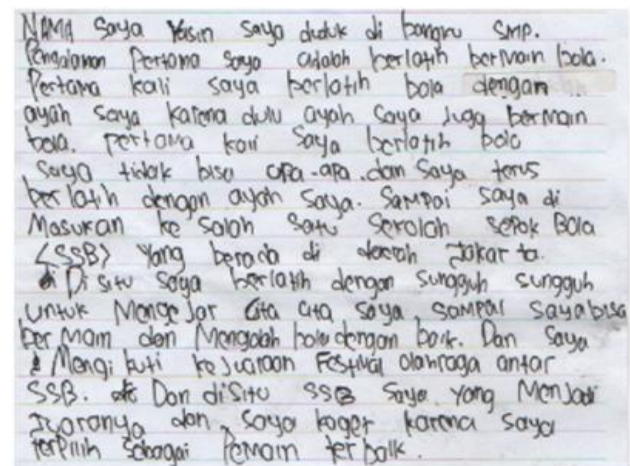 NAMA Saya Yasin saya duduk di bangku SMP.
Pengalaman Pertama saya adalah berlatih bermain bola.
Pertama kali saya berlatih bola dengan
ayah saya karena dulu ayah saya Juga bermain
bola. pertama kali saya berlatih bola
saya tidak bisa apa-apa. dan saya terus
berlatih dengan ayah saya. Sampai saya di
Masukan ke Salah Satu Sekolah sepak Bola
<SSB> Yang berada di daerah Jakarta.
Di situ saya berlatih dengan sungguh sungguh
untuk Mengejar Cita cita saya, sampai saya bisa
ber Main dan Mengolah bola dengan baik. Dan Saya
Mengikuti keJuaraan Festival olahraga antar
SSB. Dan disitu SSB Saya Yang MenJadi
Juaranya dan, saya kaget karena saya
terpilih Sebagai Pemain terbaik.